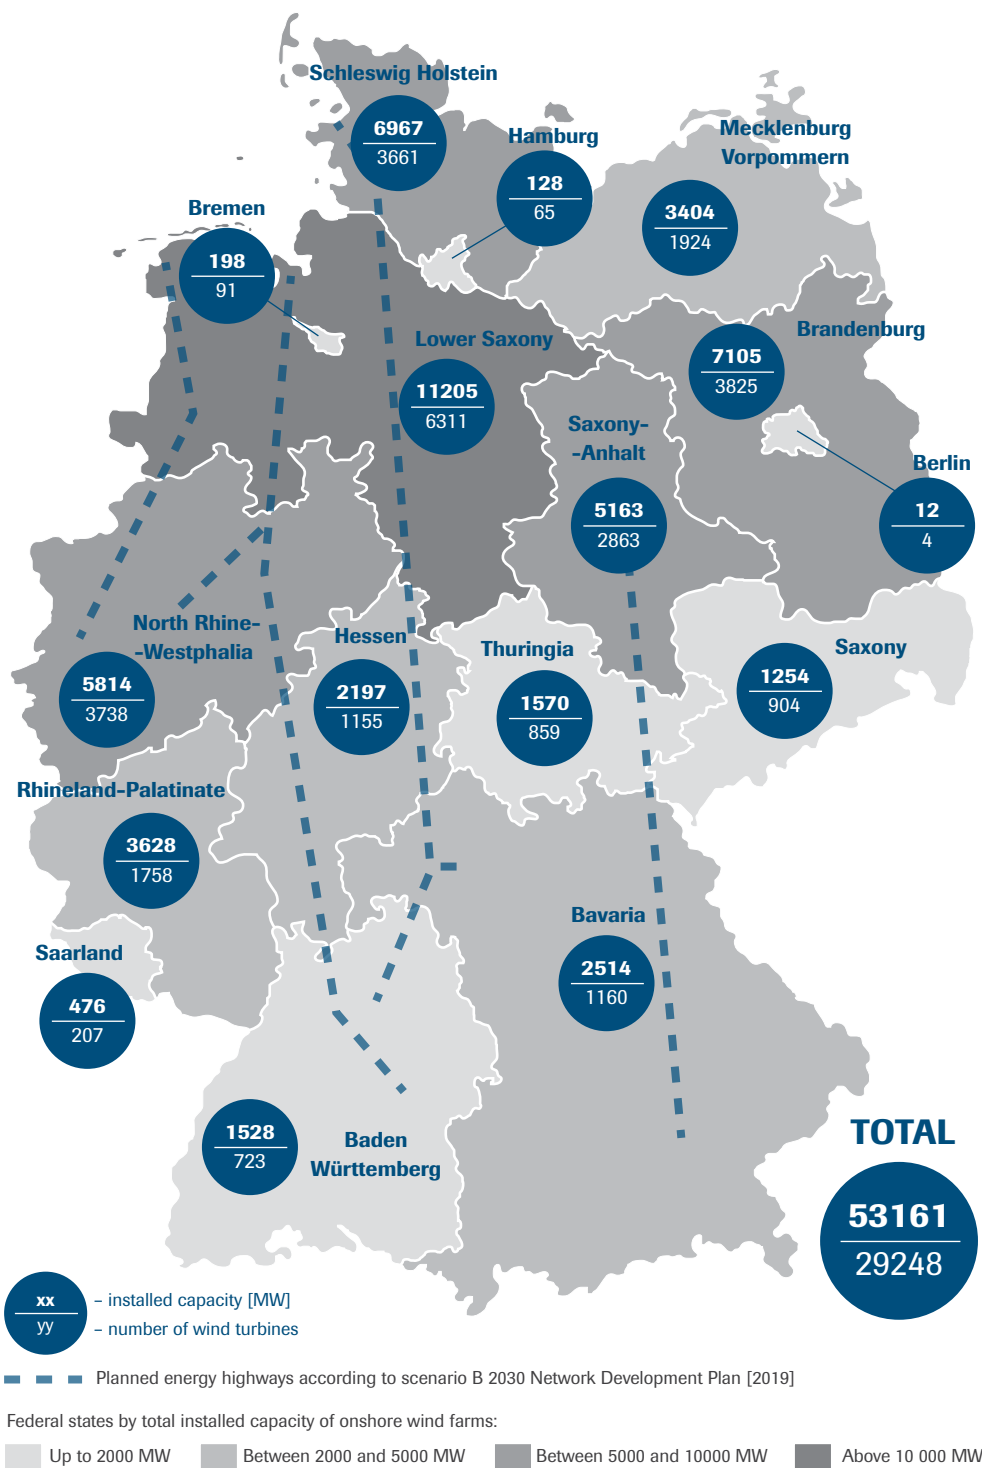 Schleswig Holstein
6967
3661
Hamburg
128
65
Mecklenburg
Vorpommern
3404
1924
Bremen
198
91
Lower Saxony
11205
6311
Brandenburg
7105
3825
Saxony-
-Anhalt
5163
2863
Berlin
12
4
North Rhine-
-Westphalia
5814
3738
Hessen
2197
1155
Thuringia
1570
859
Saxony
1254
904
Rhineland-Palatinate
3628
1758
Saarland
476
207
Bavaria
2514
1160
Baden
Württemberg
1528
723
TOTAL
53161
29248
xx
yy
– installed capacity [MW]
– number of wind turbines
Planned energy highways according to scenario B 2030 Network Development Plan [2019]
Federal states by total installed capacity of onshore wind farms:
Up to 2000 MW
Between 2000 and 5000 MW
Between 5000 and 10000 MW
Above 10 000 MW